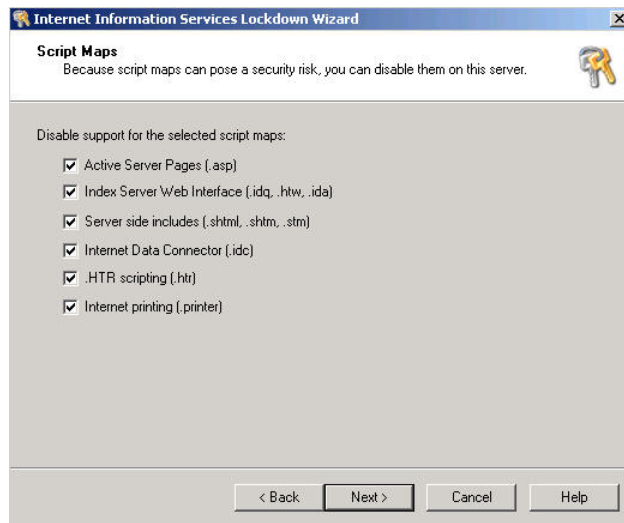 Internet Information Services Lockdown Wizard
Script Maps
Because script maps can pose a security risk, you can disable them on this server.
Disable support for the selected script maps:
Active Server Pages (.asp)
Index Server Web Interface (.idq, .htw, .ida)
Server side includes (.shtml, .shtm, .stm)
Internet Data Connector (.idc)
.HTR scripting (.htr)
Internet printing (.printer)
< Back Next > Cancel Help